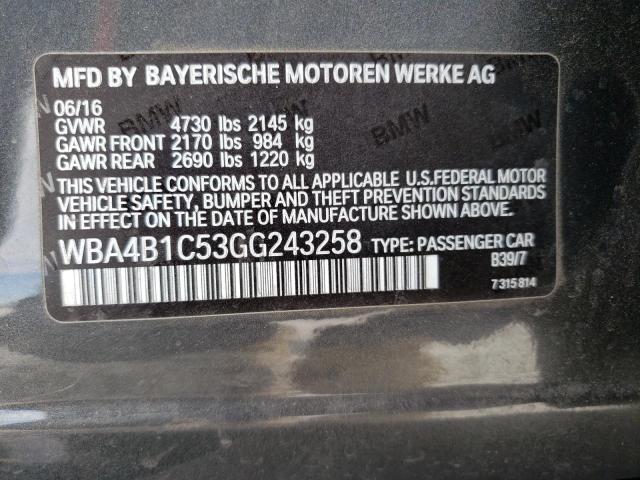 MFD BY BAYERISCHE MOTOREN WERKE AG
06/16
GVWR 4730 lbs 2145 kg
GAWR FRONT 2170 lbs 984 kg
GAWR REAR 2690 lbs 1220 kg
THIS VEHICLE CONFORMS TO ALL APPLICABLE U.S.FEDERAL MOTOR
VEHICLE SAFETY, BUMPER AND THEFT PREVENTION STANDARDS
IN EFFECT ON THE DATE OF MANUFACTURE SHOWN ABOVE.
WBA4B1C53GG243258 TYPE: PASSENGER CAR
B39/7
7315814